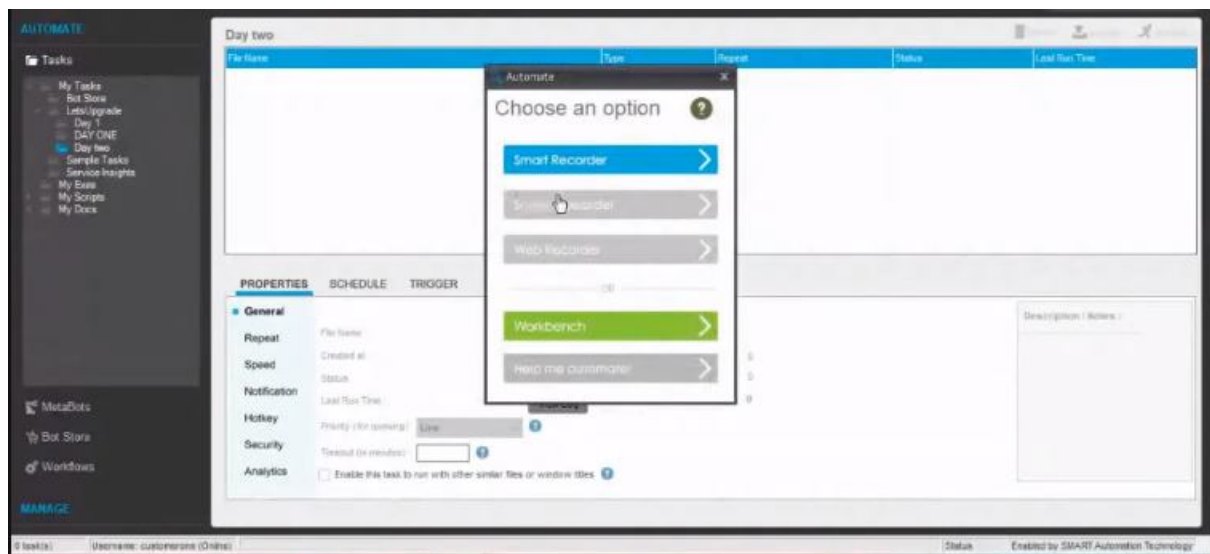 AUTOMATE
Tasks
My Tasks
Bot Store
LetsUpgrade
Day 1
DAY ONE
Day two
Sample Tasks
Service Insights
My Exes
My Scripts
My Docs
MetaBots
Bot Store
Workflows
MANAGE
Day two
File Name Type Repeat Status Last Run Time
Automate X
Choose an option ?
Smart Recorder
Recorder
Web Recorder
OR
Workbench
Help me automate!
PROPERTIES SCHEDULE TRIGGER
General
Repeat
Speed
Notification
Hotkey
Security
Analytics
File Name
Created at
Status
Last Run Time
Priority (for queuing) Low
Timeout (in minutes)
Enable this task to run with other similar files or window titles
Description / Notes :
0 task(s) Username: customerone (Online) Status Enabled by SMART Automation Technology